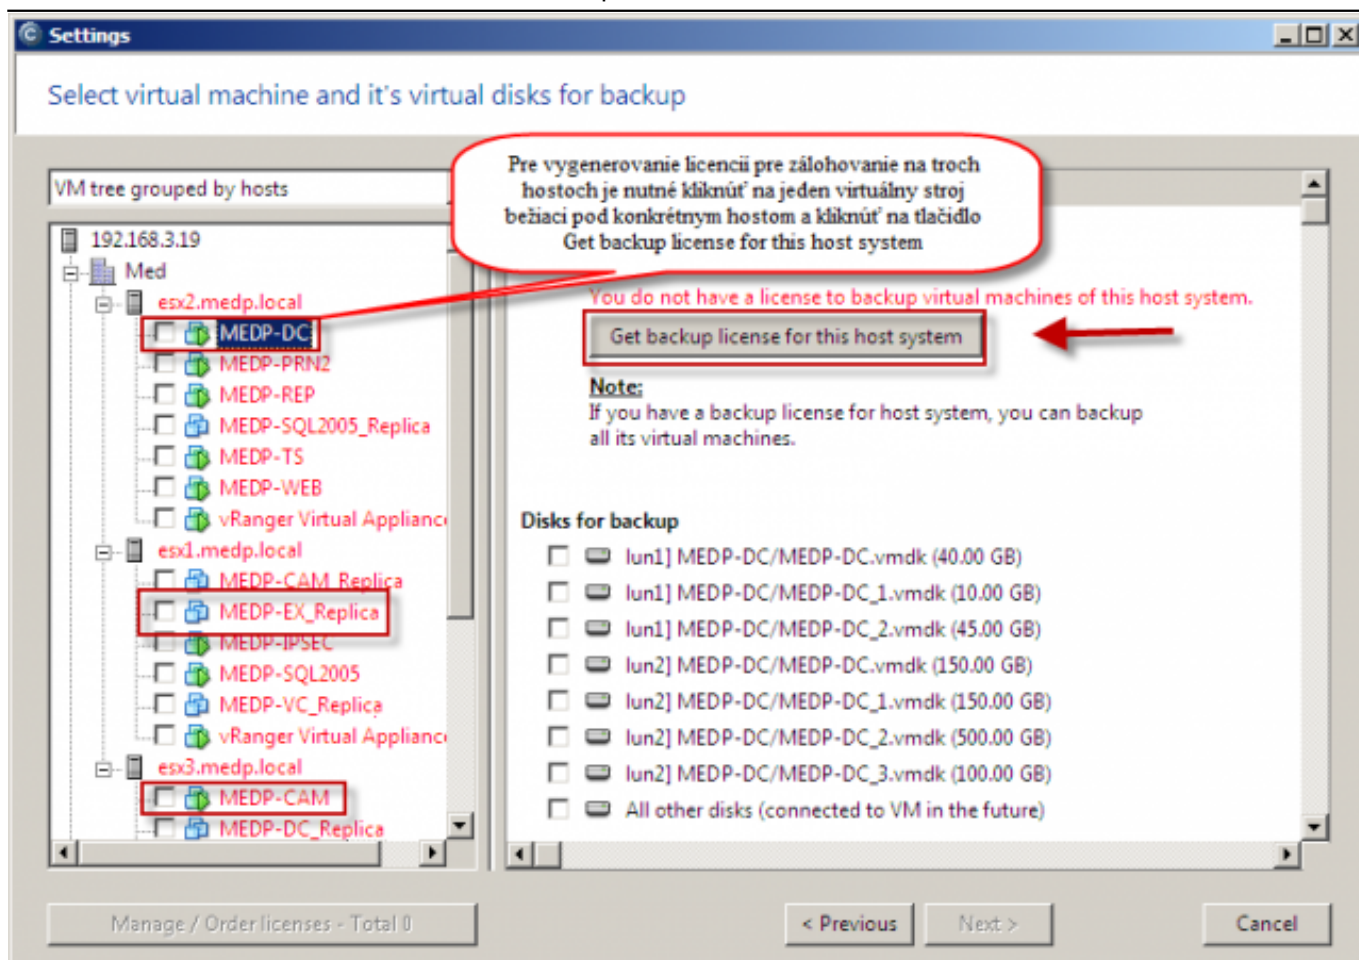 Settings
Select virtual machine and it's virtual disks for backup
Pre vygenerovanie licencií pre zálohovanie na troch
hostoch je nutné kliknúť na jeden virtuálny stroj
bežiaci pod konkrétnym hostom a kliknúť na tlačidlo
Get backup license for this host system
VM tree grouped by hosts
192.168.3.19
Med
esx2.medp.local
MEDP-DC
MEDP-PRN2
MEDP-REP
MEDP-SQL2005_Replica
MEDP-TS
MEDP-WEB
vRanger Virtual Appliance
esx1.medp.local
MEDP-CAM_Replica
MEDP-EX_Replica
MEDP-IPSEC
MEDP-SQL2005
MEDP-VC_Replica
vRanger Virtual Applianc
esx3.medp.local
MEDP-CAM
MEDP-DC_Replica
You do not have a license to backup virtual machines of this host system.
Get backup license for this host system
Note:
If you have a backup license for host system, you can backup
all its virtual machines.
Disks for backup
lun1] MEDP-DC/MEDP-DC.vmdk (40.00 GB)
lun1] MEDP-DC/MEDP-DC_1.vmdk (10.00 GB)
lun1] MEDP-DC/MEDP-DC_2.vmdk (45.00 GB)
lun2] MEDP-DC/MEDP-DC.vmdk (150.00 GB)
lun2] MEDP-DC/MEDP-DC_1.vmdk (150.00 GB)
lun2] MEDP-DC/MEDP-DC_2.vmdk (500.00 GB)
lun2] MEDP-DC/MEDP-DC_3.vmdk (100.00 GB)
All other disks (connected to VM in the future)
Manage / Order licenses - Total 0
< Previous
Next >
Cancel